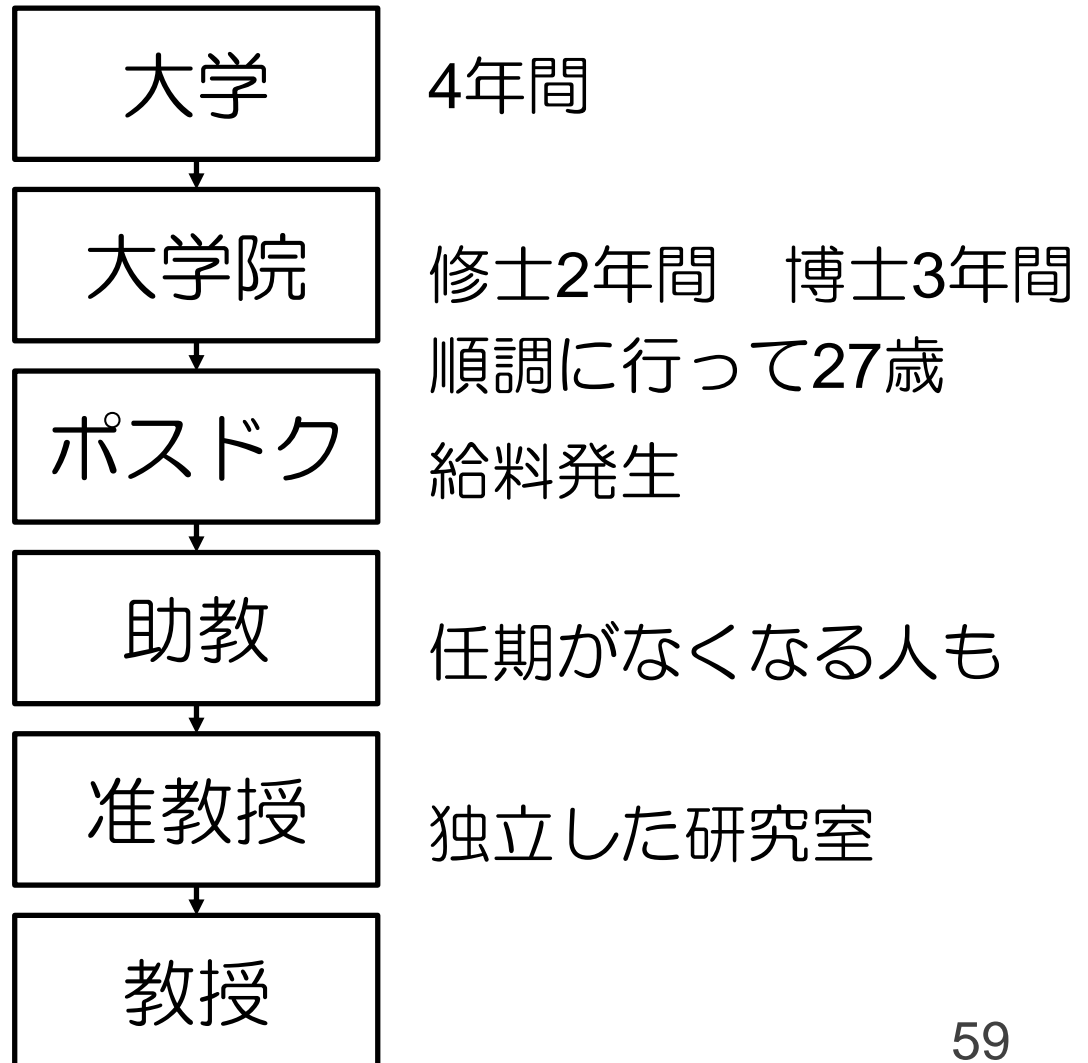 大学
4年間
大学院
修士2年間　博士3年間
順調に行って27歳
ポスドク
給料発生
助教
任期がなくなる人も
准教授
独立した研究室
教授
59